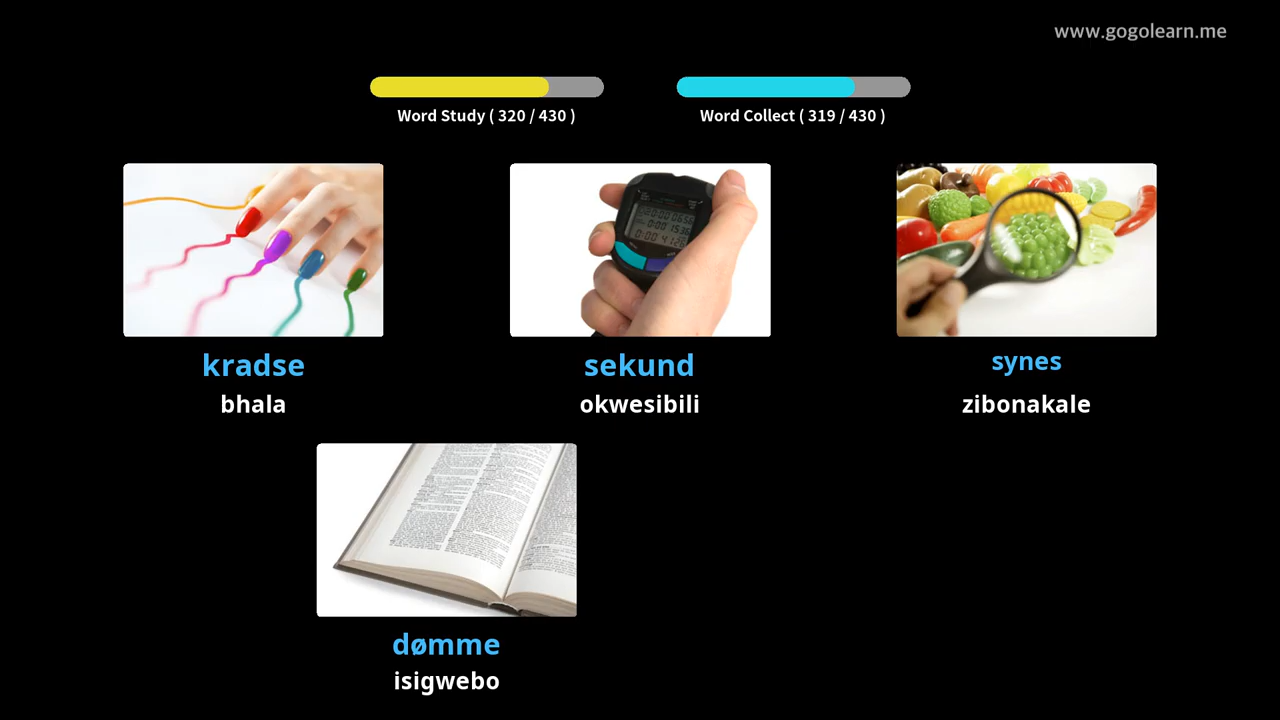 www.gogolearn.me
Word Study ( 320 / 430 )
Word Collect ( 319 / 430 )
kradse
bhala
sekund
okwesibili
synes
zibonakale
dømme
isigwebo